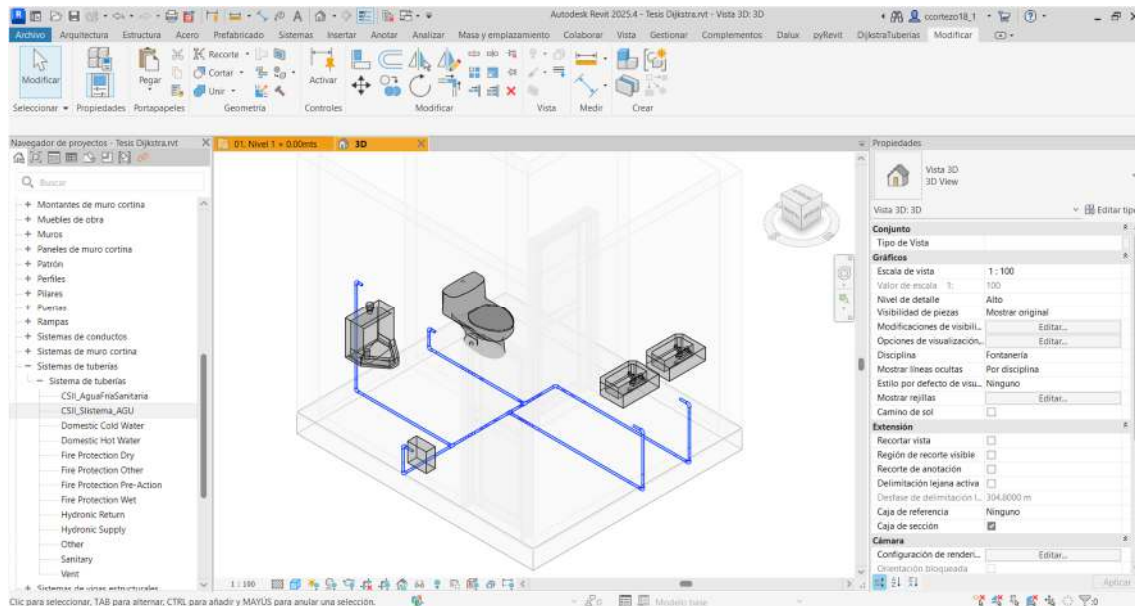 Autodesk Revit 2025.4 - Tesis Dijkstra.rvt - Vista 3D: 3D
ccortezo18_1
Archivo Arquitectura Estructura Acero Prefabricado Sistemas Insertar Anotar Analizar Masa y emplazamiento Colaborar Vista Gestionar Complementos Dalux pyRevit DijkstraTuberias Modificar
Modificar
Pegar
Recorte
Cortar
Unir
Activar
Seleccionar Propiedades Portapapeles Geometría Controles Modificar Vista Medir Crear
Navegador de proyectos - Tesis Dijkstra.rvt
Buscar
Montantes de muro cortina
Muebles de obra
Muros
Paneles de muro cortina
Patrón
Perfiles
Pilares
Puertas
Rampas
Sistemas de conductos
Sistemas de muro cortina
Sistemas de tuberías
Sistema de tuberías
CSII_AguaFriaSanitaria
CSII_SIstema_AGU
Domestic Cold Water
Domestic Hot Water
Fire Protection Dry
Fire Protection Other
Fire Protection Pre-Action
Fire Protection Wet
Hydronic Return
Hydronic Supply
Other
Sanitary
Vent
Sistemas de vigas estructurales
01. Nivel 1 + 0.00mts
3D
Propiedades
Vista 3D
3D View
Vista 3D: 3D Editar tipo
Conjunto
Tipo de Vista
Gráficos
Escala de vista 1 : 100
Valor de escala 1: 100
Nivel de detalle Alto
Visibilidad de piezas Mostrar original
Modificaciones de visibili... Editar...
Opciones de visualización... Editar...
Disciplina Fontanería
Mostrar líneas ocultas Por disciplina
Estilo por defecto de visu... Ninguno
Mostrar rejillas Editar...
Camino de sol
Extensión
Recortar vista
Región de recorte visible
Recorte de anotación
Delimitación lejana activa
Desfase de delimitación l... 304.8000 m
Caja de referencia Ninguno
Caja de sección
Cámara
Configuración de renderi... Editar...
Orientación bloqueada
Aplicar
1 : 100
Clic para seleccionar, TAB para alternar, CTRL para añadir y MAYÚS para anular una selección.
:0
Modelo base
:0